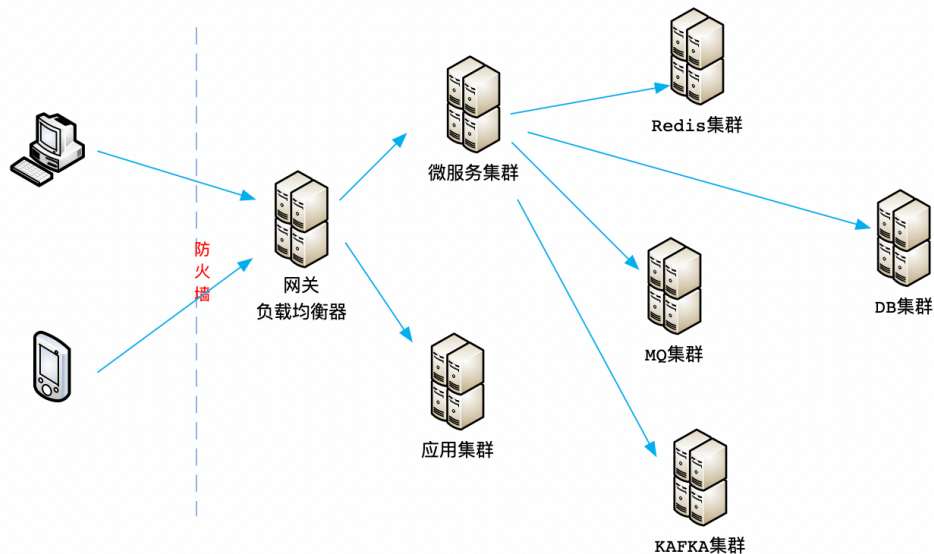 Redis集群
微服务集群
防
火
墙
网关
负载均衡器
DB集群
MQ集群
应用集群
KAFKA集群